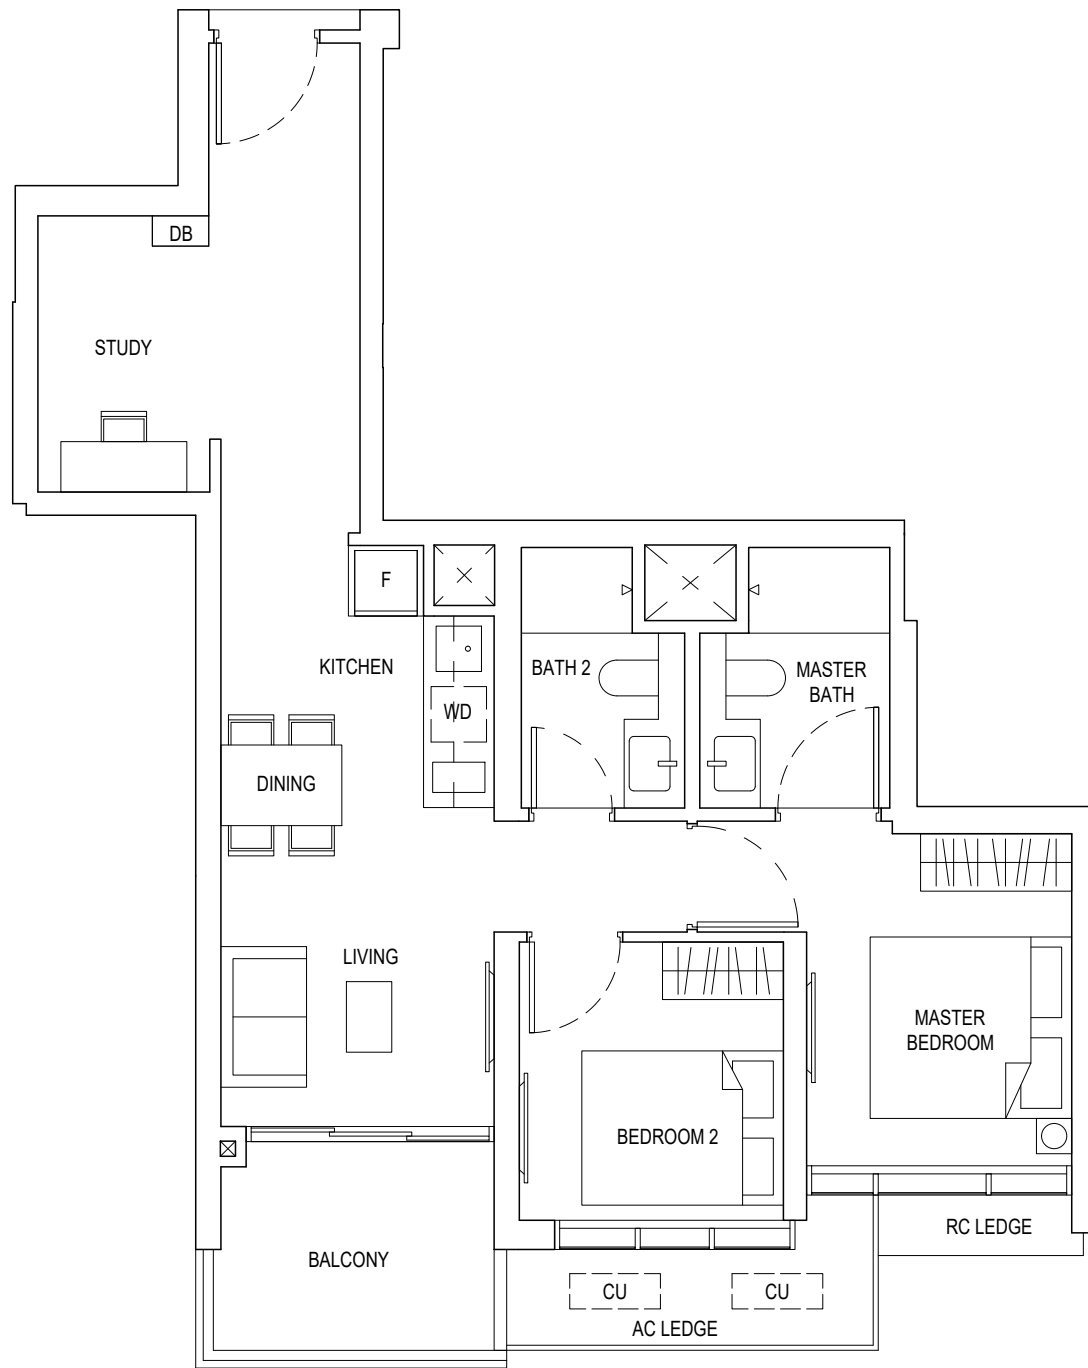 DB
STUDY
F
KITCHEN
BATH 2
MASTER
BATH
WD
DINING
LIVING
MASTER
BEDROOM
BEDROOM 2
RC LEDGE
BALCONY
CU
CU
AC LEDGE